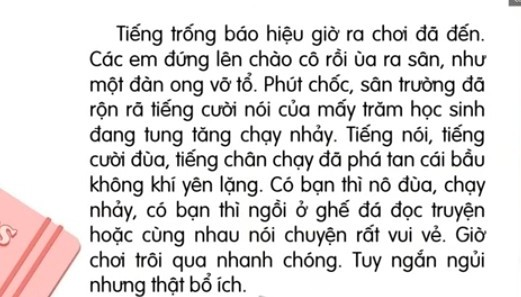 Tiếng trống báo hiệu giờ ra chơi đã đến.
Các em đứng lên chào cô rồi ùa ra sân, như
một đàn ong vỡ tổ. Phút chốc, sân trường đã
rộn rã tiếng cười nói của mấy trăm học sinh
đang tung tăng chạy nhảy. Tiếng nói, tiếng
cười đùa, tiếng chân chạy đã phá tan cái bầu
không khí yên lặng. Có bạn thì nô đùa, chạy
nhảy, có bạn thì ngồi ở ghế đá đọc truyện
hoặc cùng nhau nói chuyện rất vui vẻ. Giờ
chơi trôi qua nhanh chóng. Tuy ngắn ngủi
nhưng thật bổ ích.